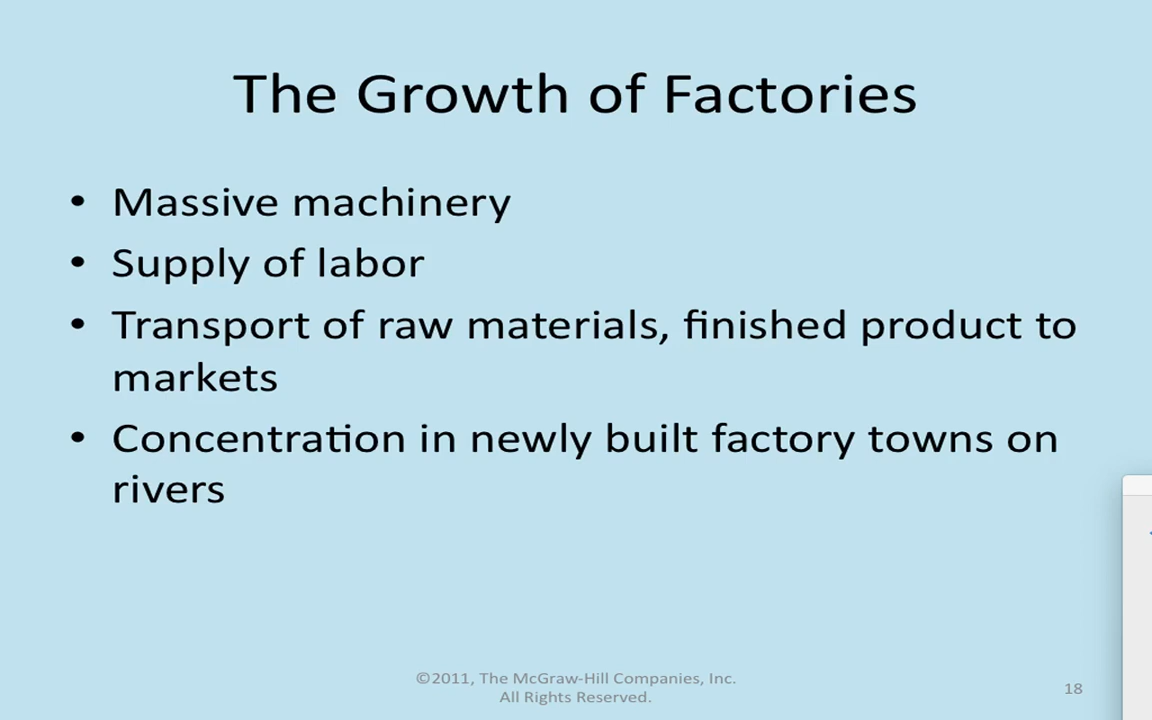 The Growth of Factories
• Massive machinery
• Supply of labor
• Transport of raw materials, finished product to
markets
• Concentration in newly built factory towns on
rivers
©2011, The McGraw-Hill Companies, Inc.
All Rights Reserved.
18